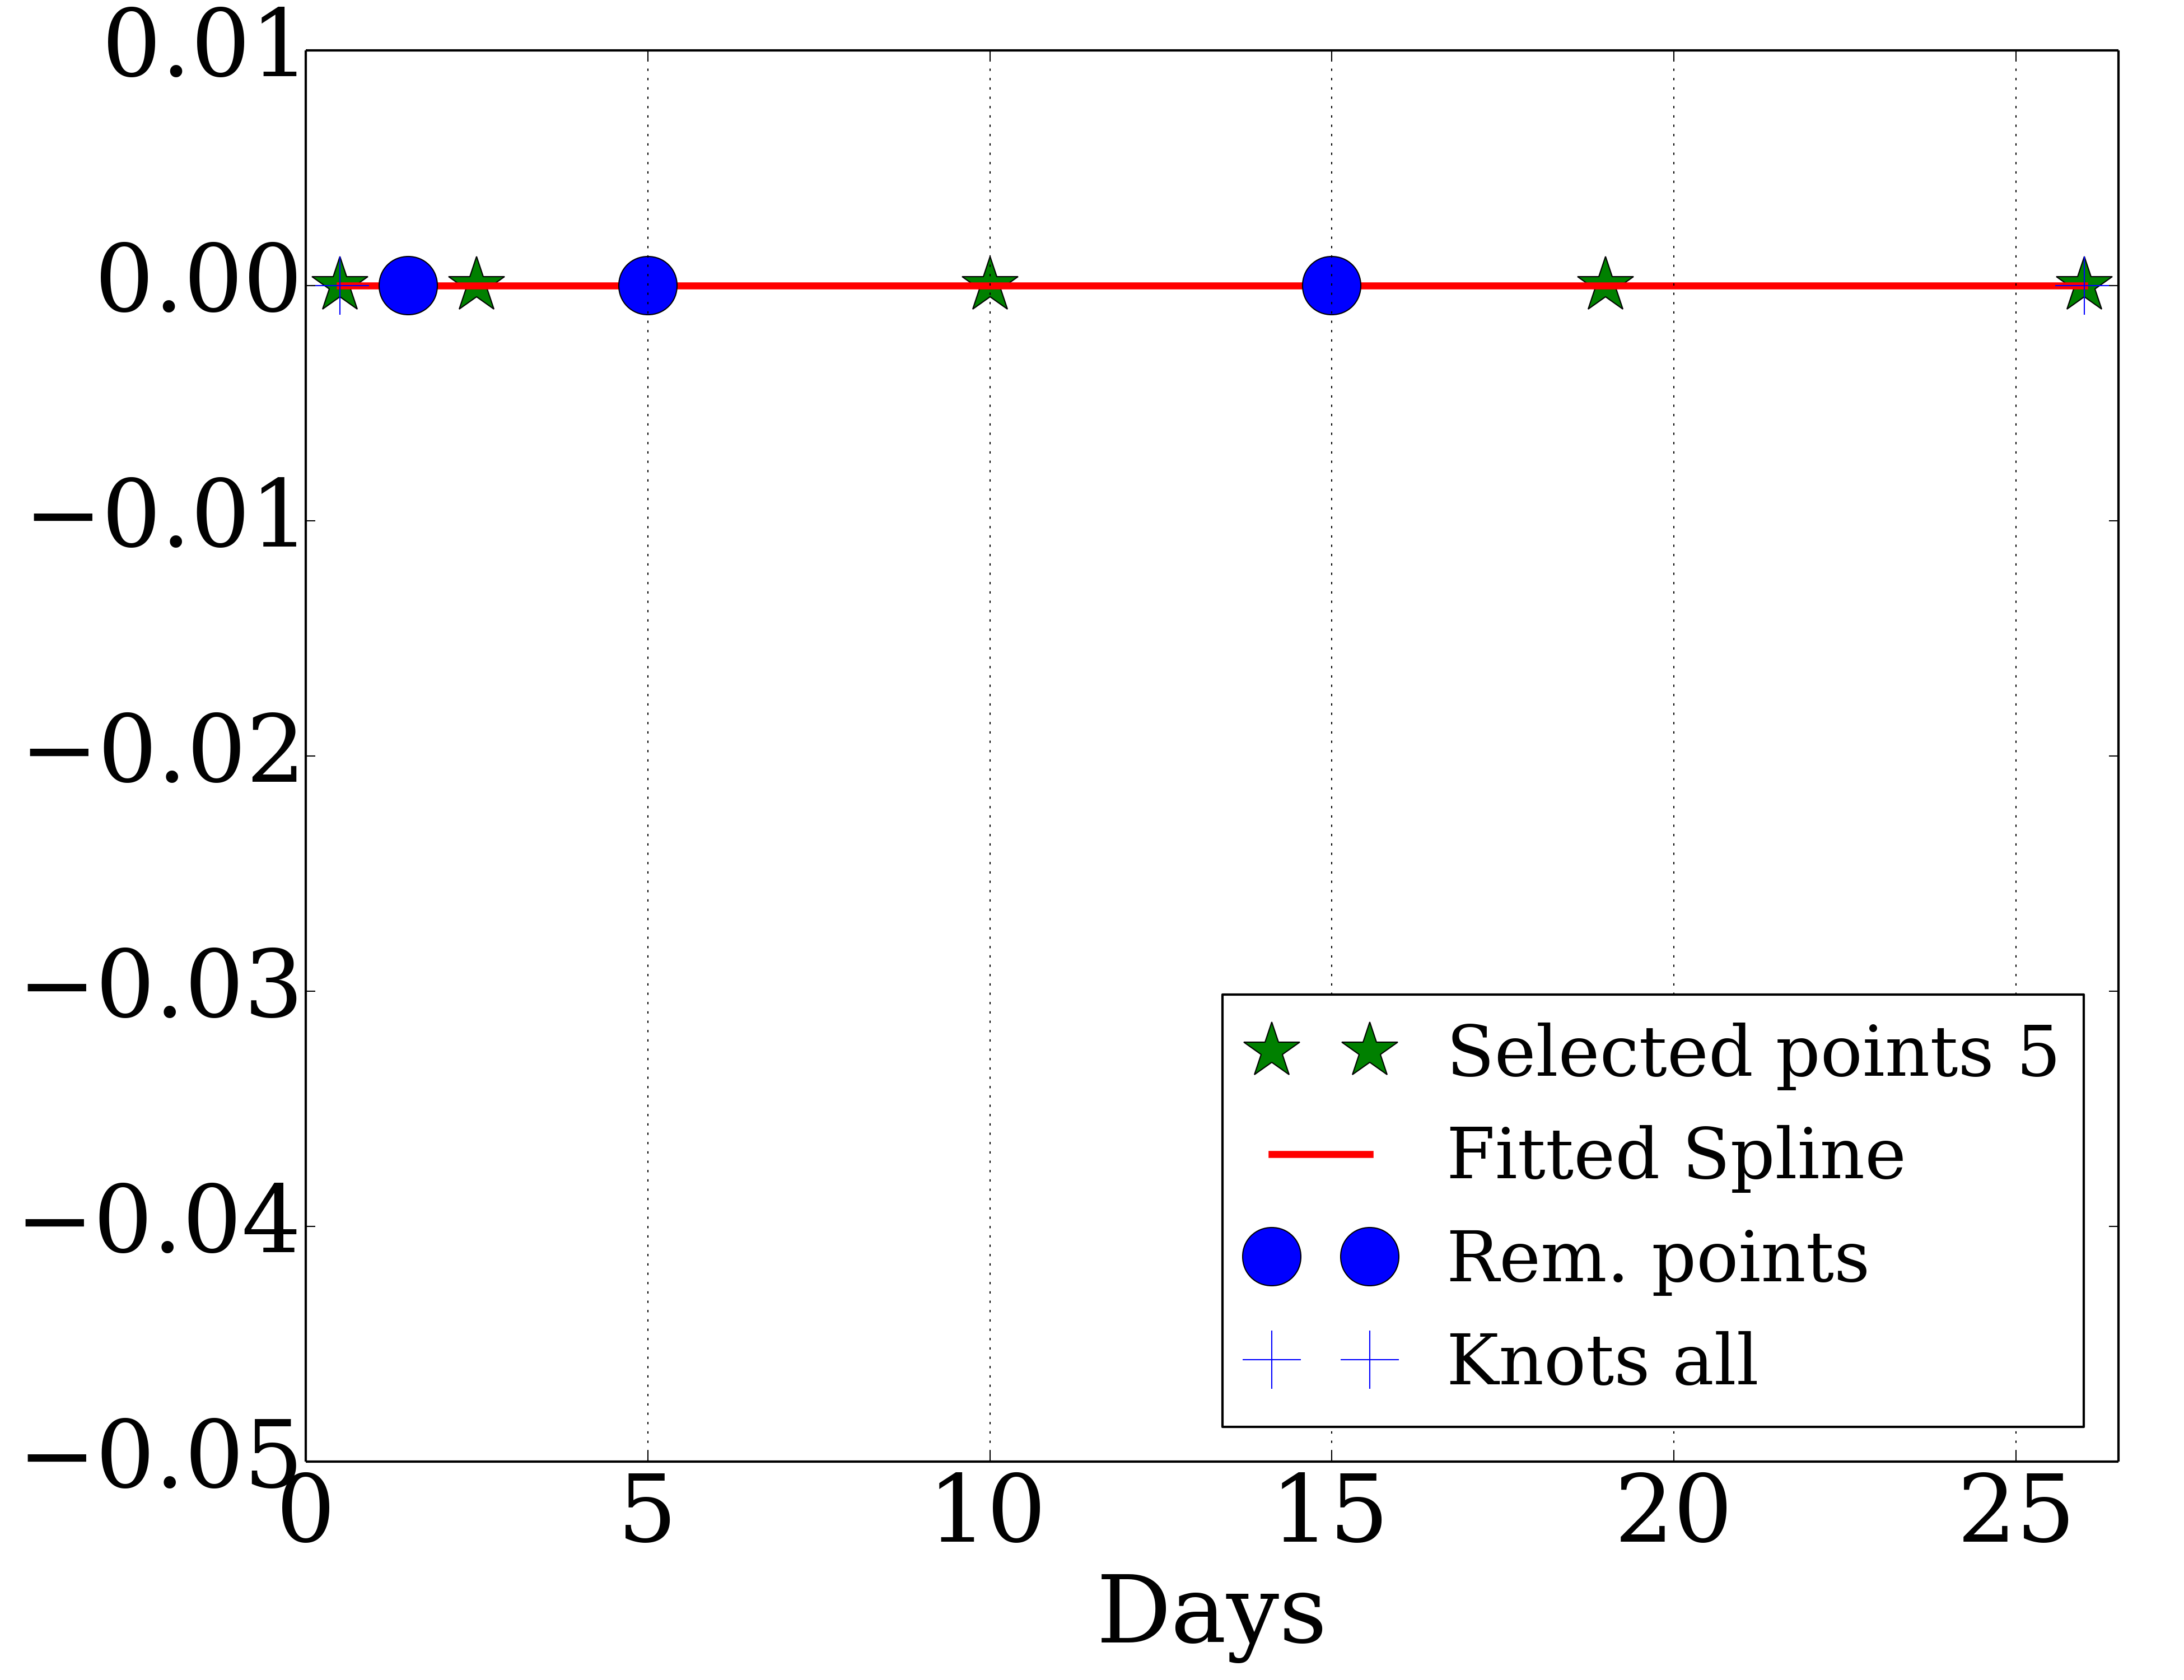 0.01
0.00
−0.01
−0.02
−0.03
−0.04
−0.05
Selected points 5
Fitted Spline
Rem. points
Knots all
0 5 10 15 20 25
Days